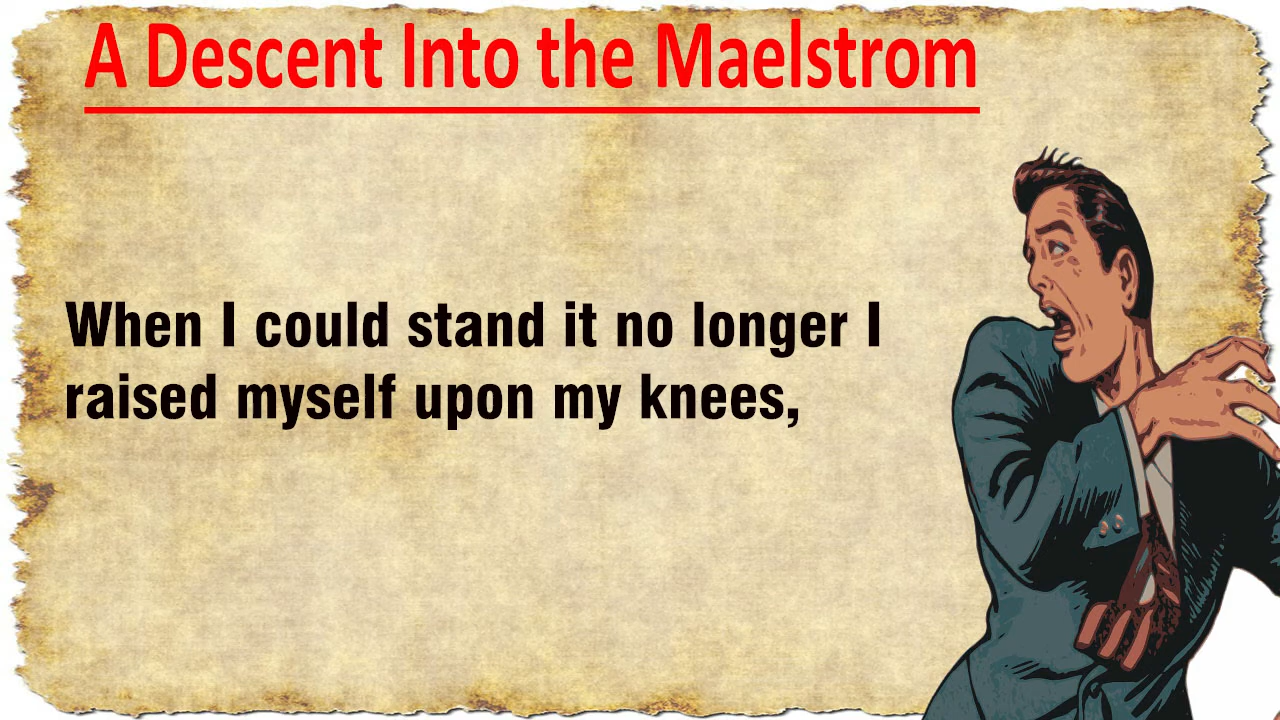 A Descent Into the Maelstrom
When I could stand it no longer I
raised myself upon my knees,